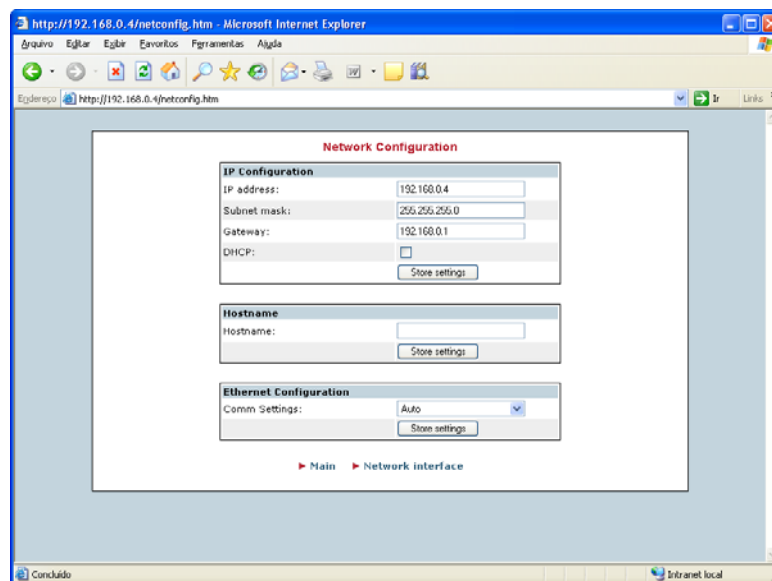 http://192.168.0.4/netconfig.htm - Microsoft Internet Explorer
Arquivo Editar Exibir Favoritos Ferramentas Ajuda
Endereço http://192.168.0.4/netconfig.htm Ir Links
Network Configuration
IP Configuration
IP address: 192.168.0.4
Subnet mask: 255.255.255.0
Gateway: 192.168.0.1
DHCP:
Store settings
Hostname
Hostname:
Store settings
Ethernet Configuration
Comm Settings: Auto
Store settings
Main Network interface
Concluído Intranet local